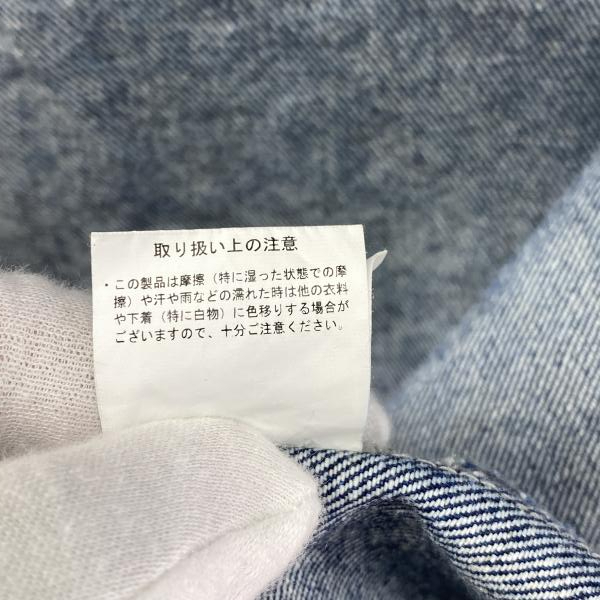 取り扱い上の注意
・この製品は摩擦（特に湿った状態での摩
擦）や汗や雨などの濡れた時は他の衣料
や下着（特に白物）に色移りする場合が
ございますので、十分ご注意ください。